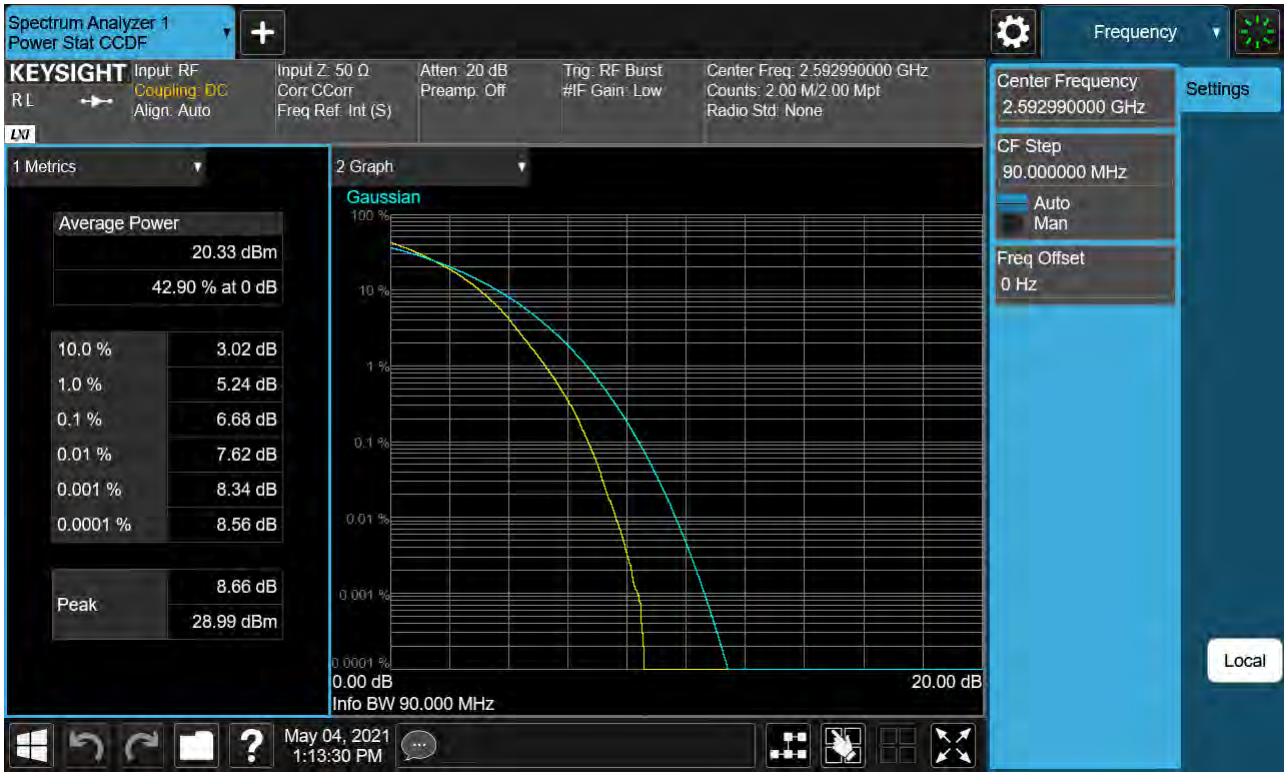 Spectrum Analyzer 1
Power Stat CCDF
+
Frequency
KEYSIGHT
R L
LXI
Input: RF
Coupling: DC
Align: Auto
Input Z: 50 Ω
Corr CCorr
Freq Ref: Int (S)
Atten: 20 dB
Preamp: Off
Trig: RF Burst
#IF Gain: Low
Center Freq: 2.592990000 GHz
Counts: 2.00 M/2.00 Mpt
Radio Std: None
Center Frequency
2.592990000 GHz
Settings
CF Step
90.000000 MHz
Auto
Man
Freq Offset
0 Hz
1 Metrics
Average Power
20.33 dBm
42.90 % at 0 dB
10.0 % 3.02 dB
1.0 % 5.24 dB
0.1 % 6.68 dB
0.01 % 7.62 dB
0.001 % 8.34 dB
0.0001 % 8.56 dB
Peak
8.66 dB
28.99 dBm
2 Graph
Gaussian
100 %
10 %
1 %
0.1 %
0.01 %
0.001 %
0.0001 %
0.00 dB 20.00 dB
Info BW 90.000 MHz
Local
?
May 04, 2021
1:13:30 PM